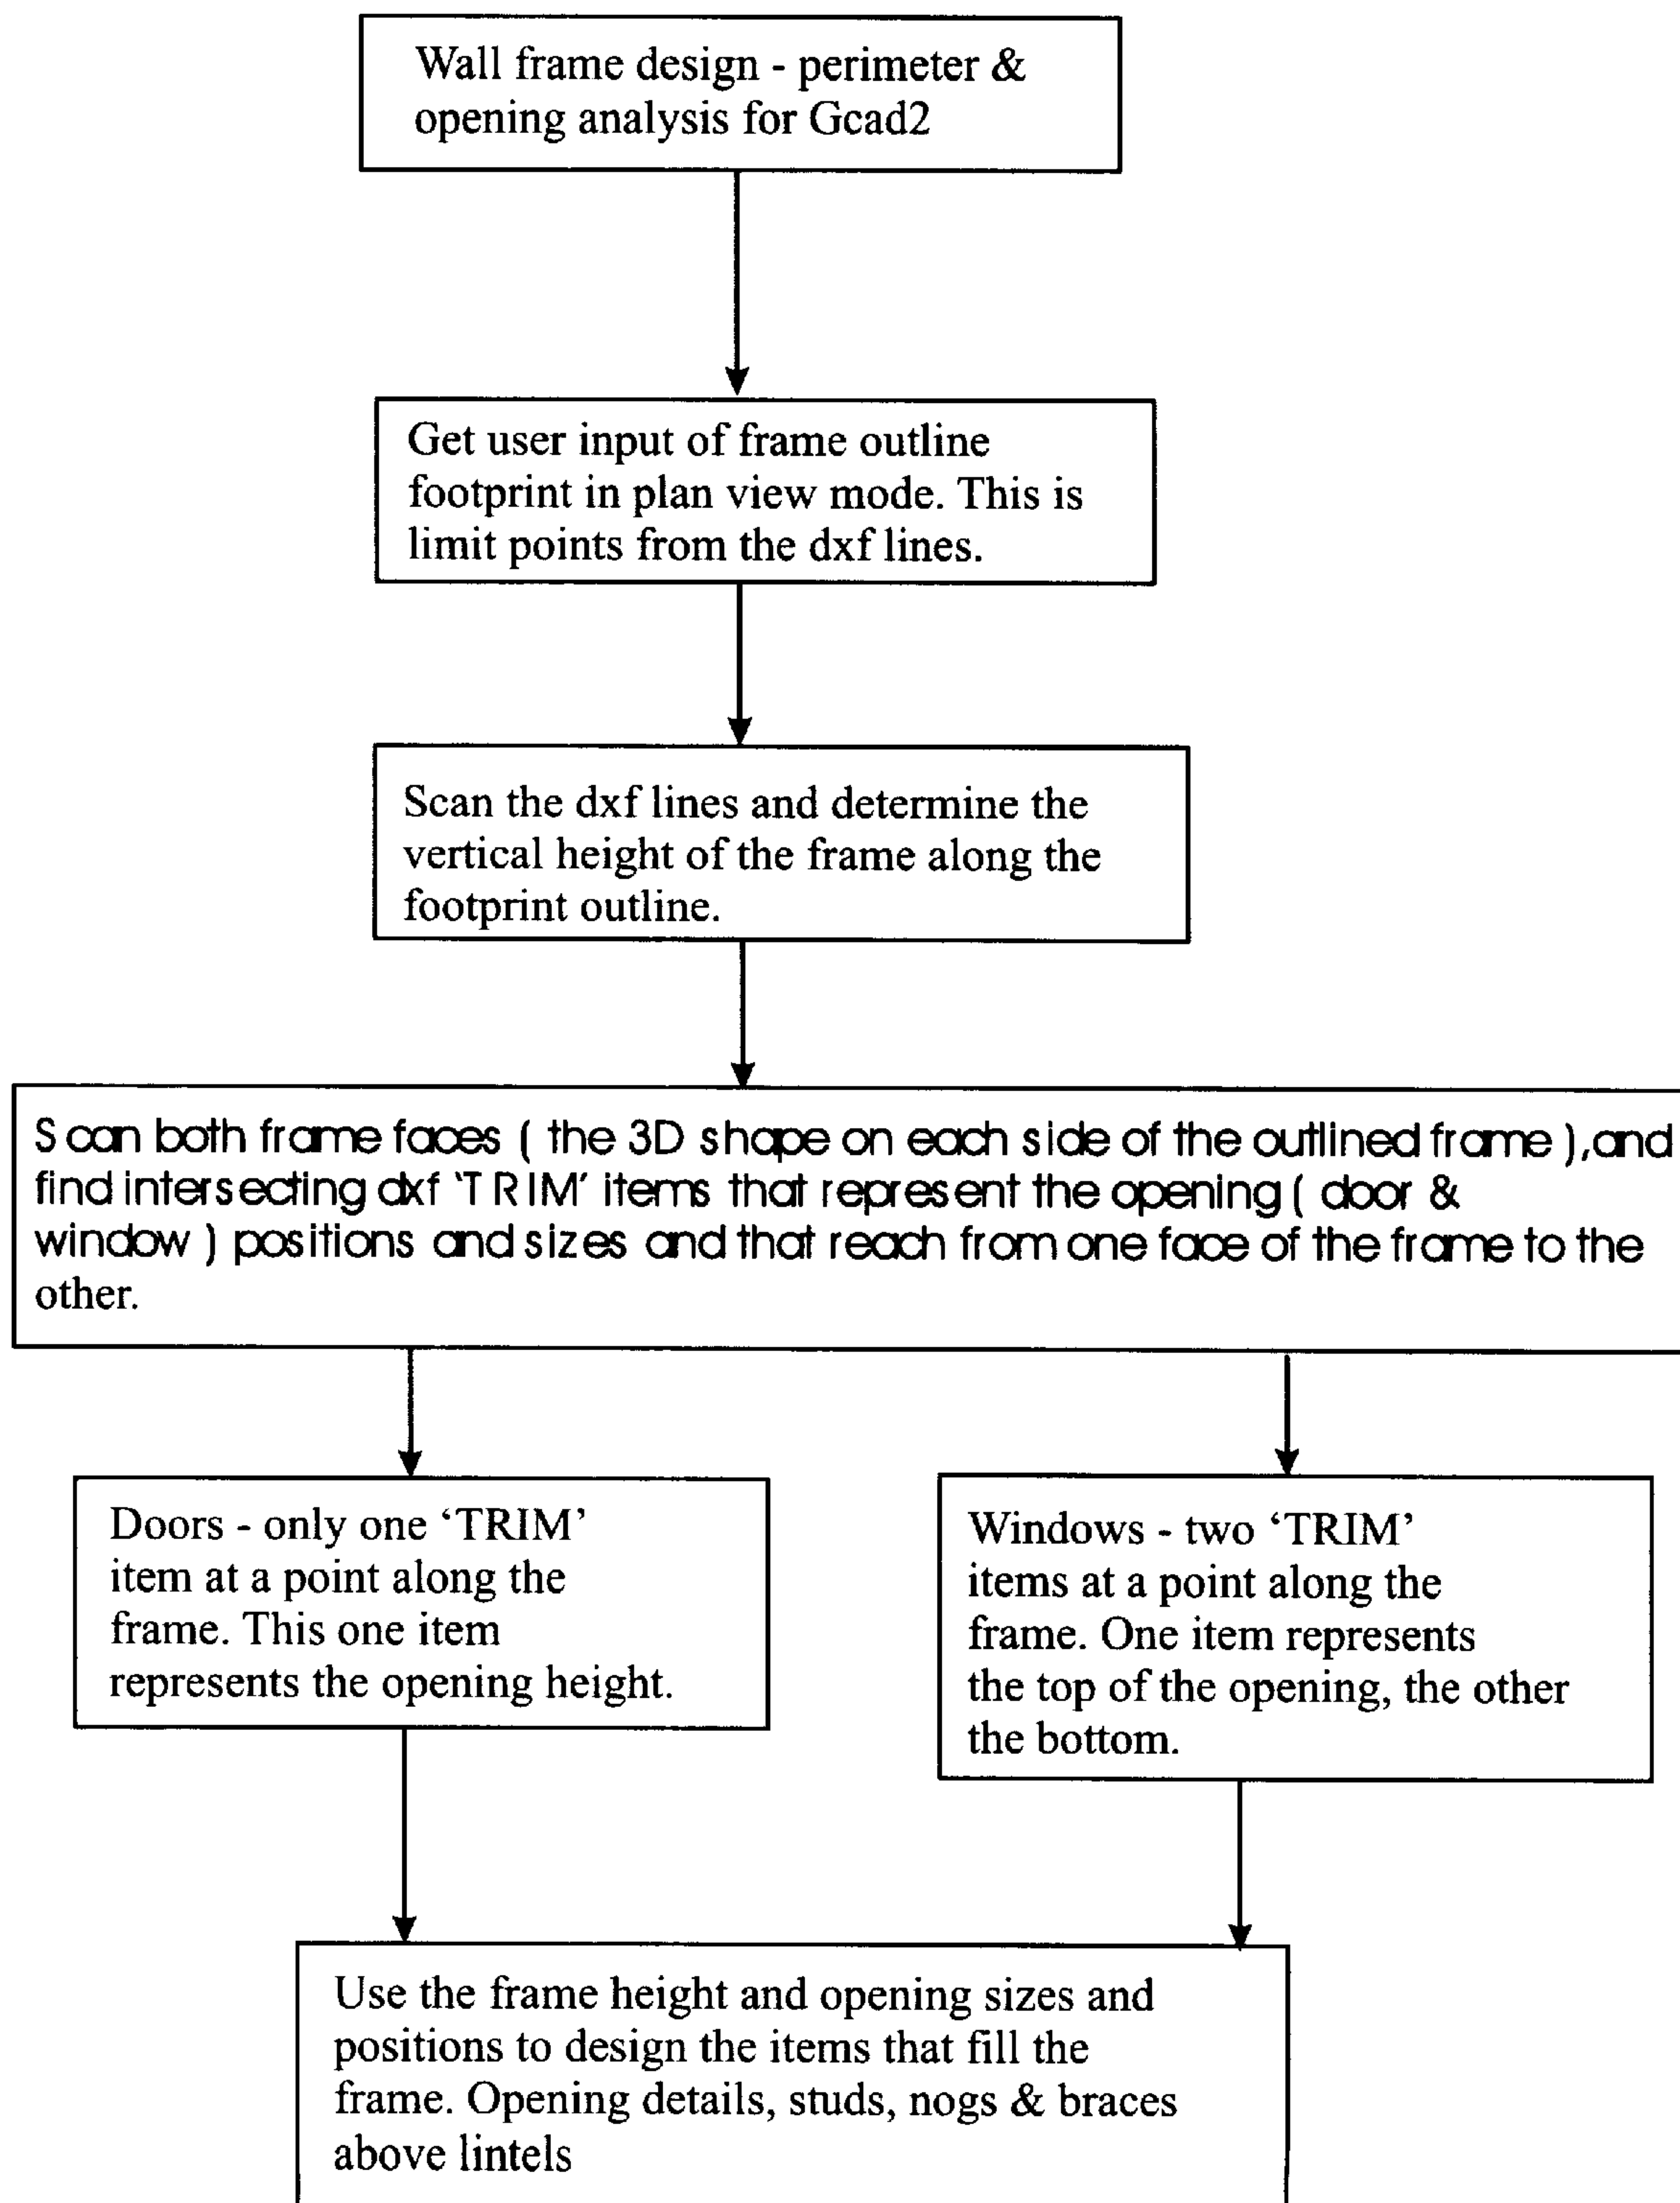 Wall frame design - perimeter &
opening analysis for Gcad2
Get user input of frame outline
footprint in plan view mode. This is
limit points from the dxf lines.
Scan the dxf lines and determine the
vertical height of the frame along the
footprint outline.
Scan both frame faces ( the 3D shape on each side of the outlined frame ),and
find intersecting dxf ‘TRIM’ items that represent the opening ( door &
window ) positions and sizes and that reach from one face of the frame to the
other.
Doors - only one ‘TRIM’
item at a point along the
frame. This one item
represents the opening height.
Windows - two ‘TRIM’
items at a point along the
frame. One item represents
the top of the opening, the other
the bottom.
Use the frame height and opening sizes and
positions to design the items that fill the
frame. Opening details, studs, nogs & braces
above lintels